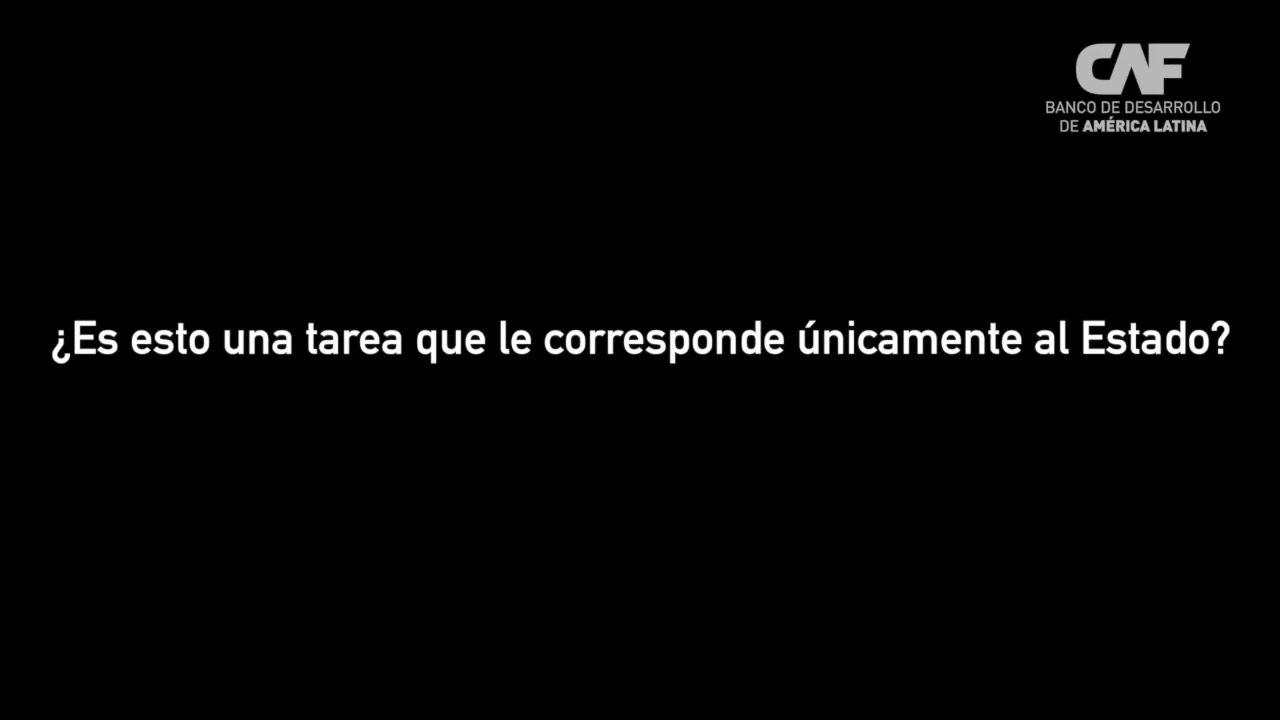 CAF
BANCO DE DESARROLLO
DE AMÉRICA LATINA
¿Es esto una tarea que le corresponde únicamente al Estado?